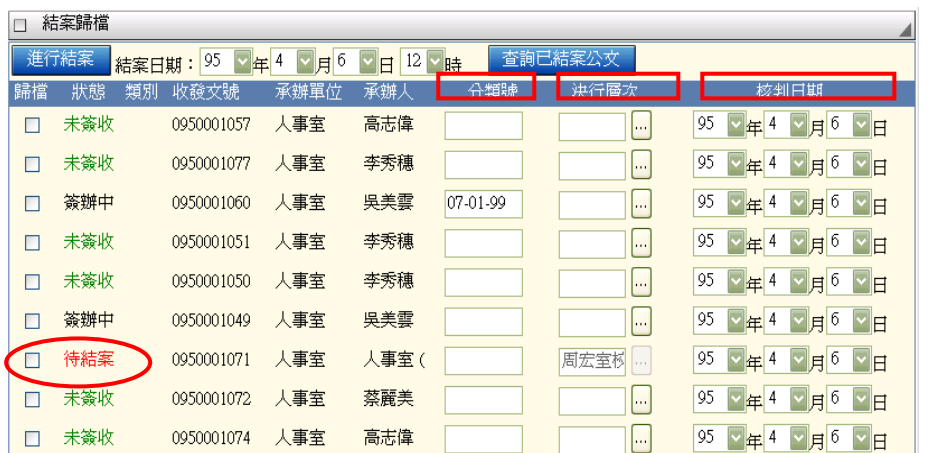 結案歸檔
進行結案 結案日期：95 年 4 月 6 日 12 時 查詢已結案公文
歸檔 狀態 類別 收發文號 承辦單位 承辦人 分類號 決行層次 核判日期
未簽收 0950001057 人事室 高志偉 ... 95 年 4 月 6 日
未簽收 0950001077 人事室 李秀穗 ... 95 年 4 月 6 日
簽辦中 0950001060 人事室 吳美雲 07-01-99 ... 95 年 4 月 6 日
未簽收 0950001051 人事室 李秀穗 ... 95 年 4 月 6 日
未簽收 0950001050 人事室 李秀穗 ... 95 年 4 月 6 日
簽辦中 0950001049 人事室 吳美雲 ... 95 年 4 月 6 日
待結案 0950001071 人事室 人事室 ( 周宏室 ... 95 年 4 月 6 日
未簽收 0950001072 人事室 蔡麗美 ... 95 年 4 月 6 日
未簽收 0950001074 人事室 高志偉 ... 95 年 4 月 6 日